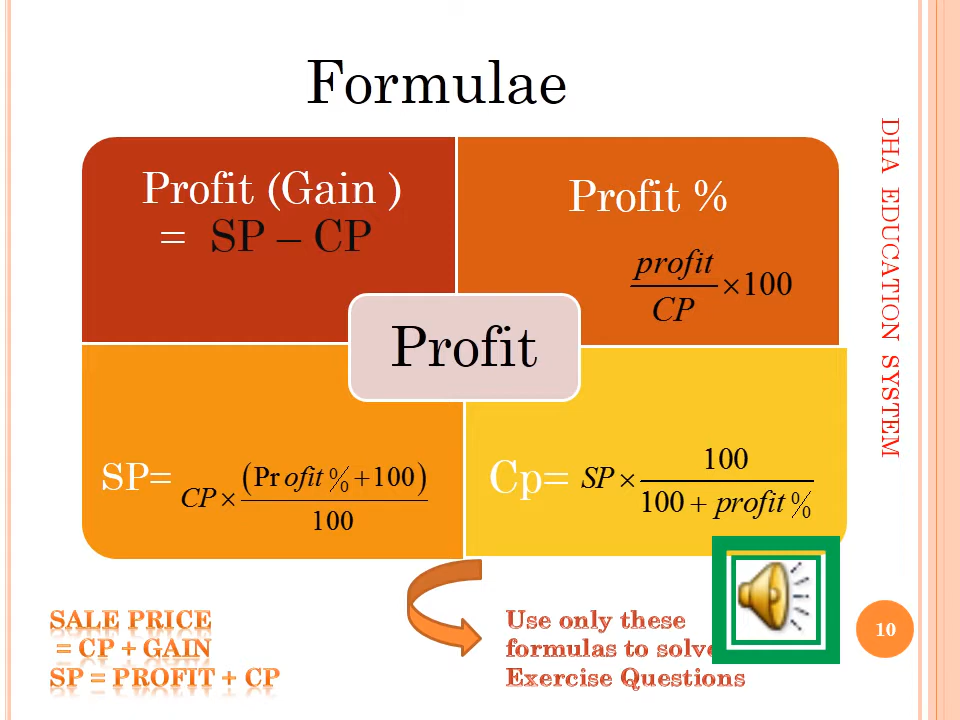 Formulae
Profit (Gain )
= SP – CP
Profit %
profit
CP
×100
Profit
SP=
CP×
(Pr ofit % +100)
100
Cp=
SP×
100
100 + profit %
SALE PRICE
= CP + GAIN
SP = PROFIT + CP
Use only these
formulas to solve
Exercise Questions
10
DHA EDUCATION SYSTEM